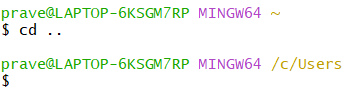 prave@LAPTOP-6KSGM7RP MINGW64 ~
$ cd ..
prave@LAPTOP-6KSGM7RP MINGW64 /c/Users
$